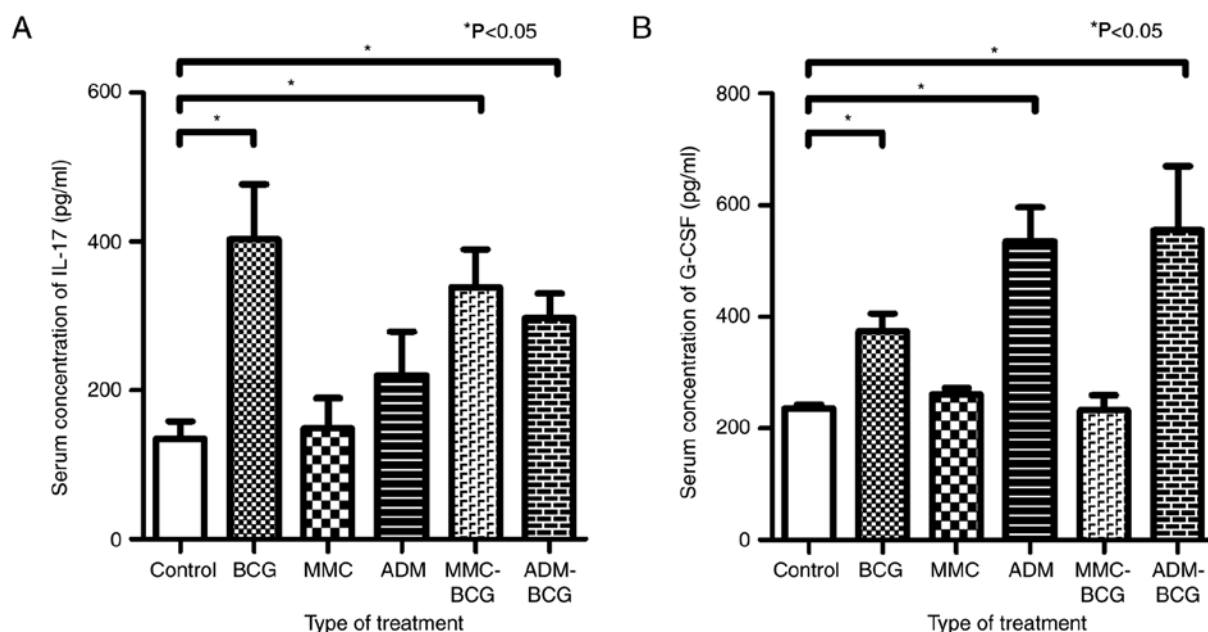 A
*P<0.05
*
*
*
Serum concentration of IL-17 (pg/ml)
600
400
200
0
Control BCG MMC ADM MMC- ADM-
BCG BCG
Type of treatment
B
*P<0.05
*
*
*
Serum concentration of G-CSF (pg/ml)
800
600
400
200
0
Control BCG MMC ADM MMC- ADM-
BCG BCG
Type of treatment